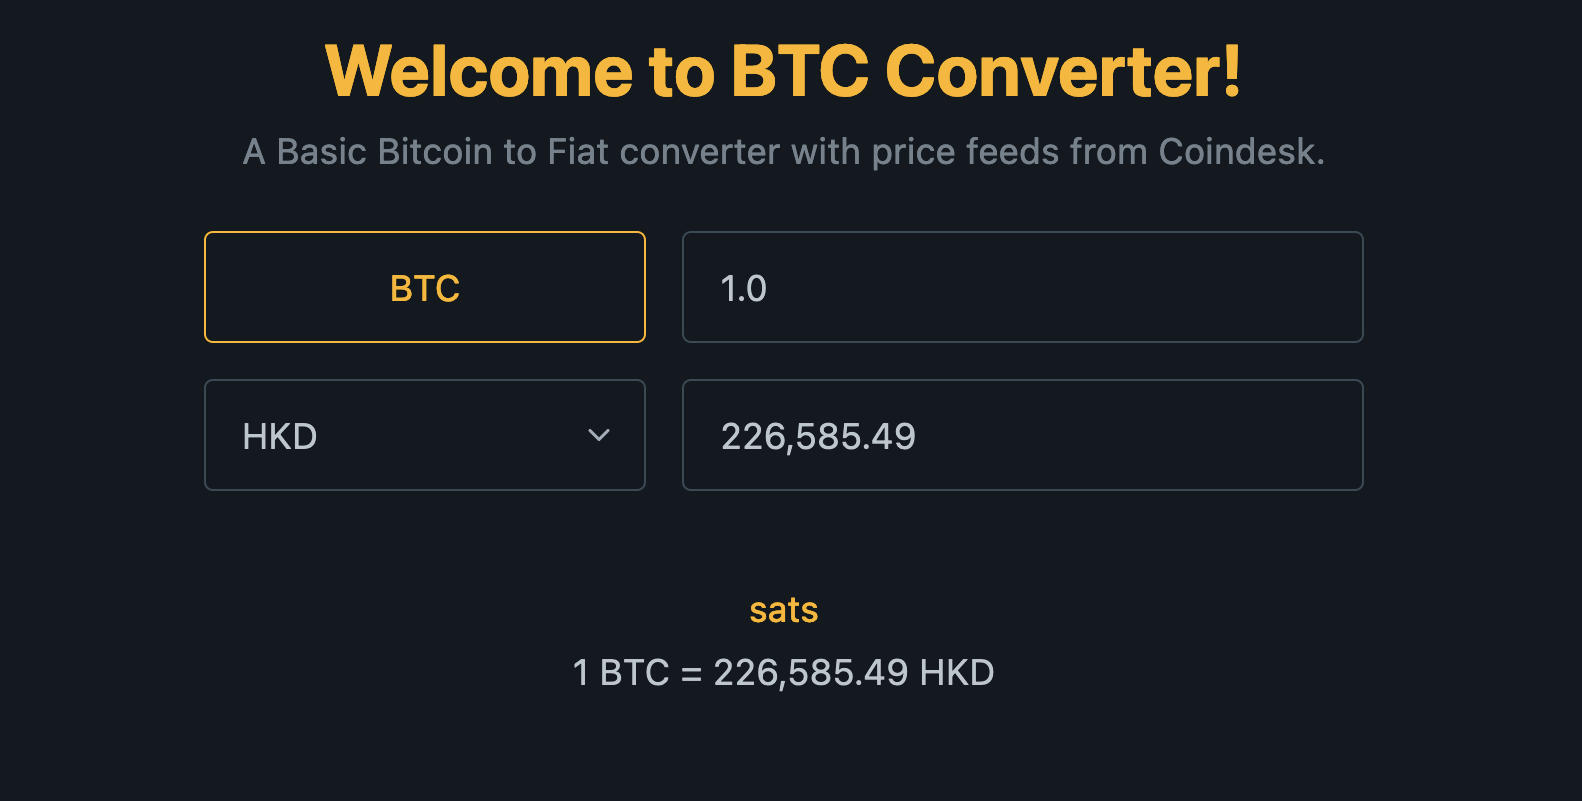 Welcome to BTC Converter!
A Basic Bitcoin to Fiat converter with price feeds from Coindesk.
BTC
1.0
HKD
226,585.49
sats
1 BTC = 226,585.49 HKD